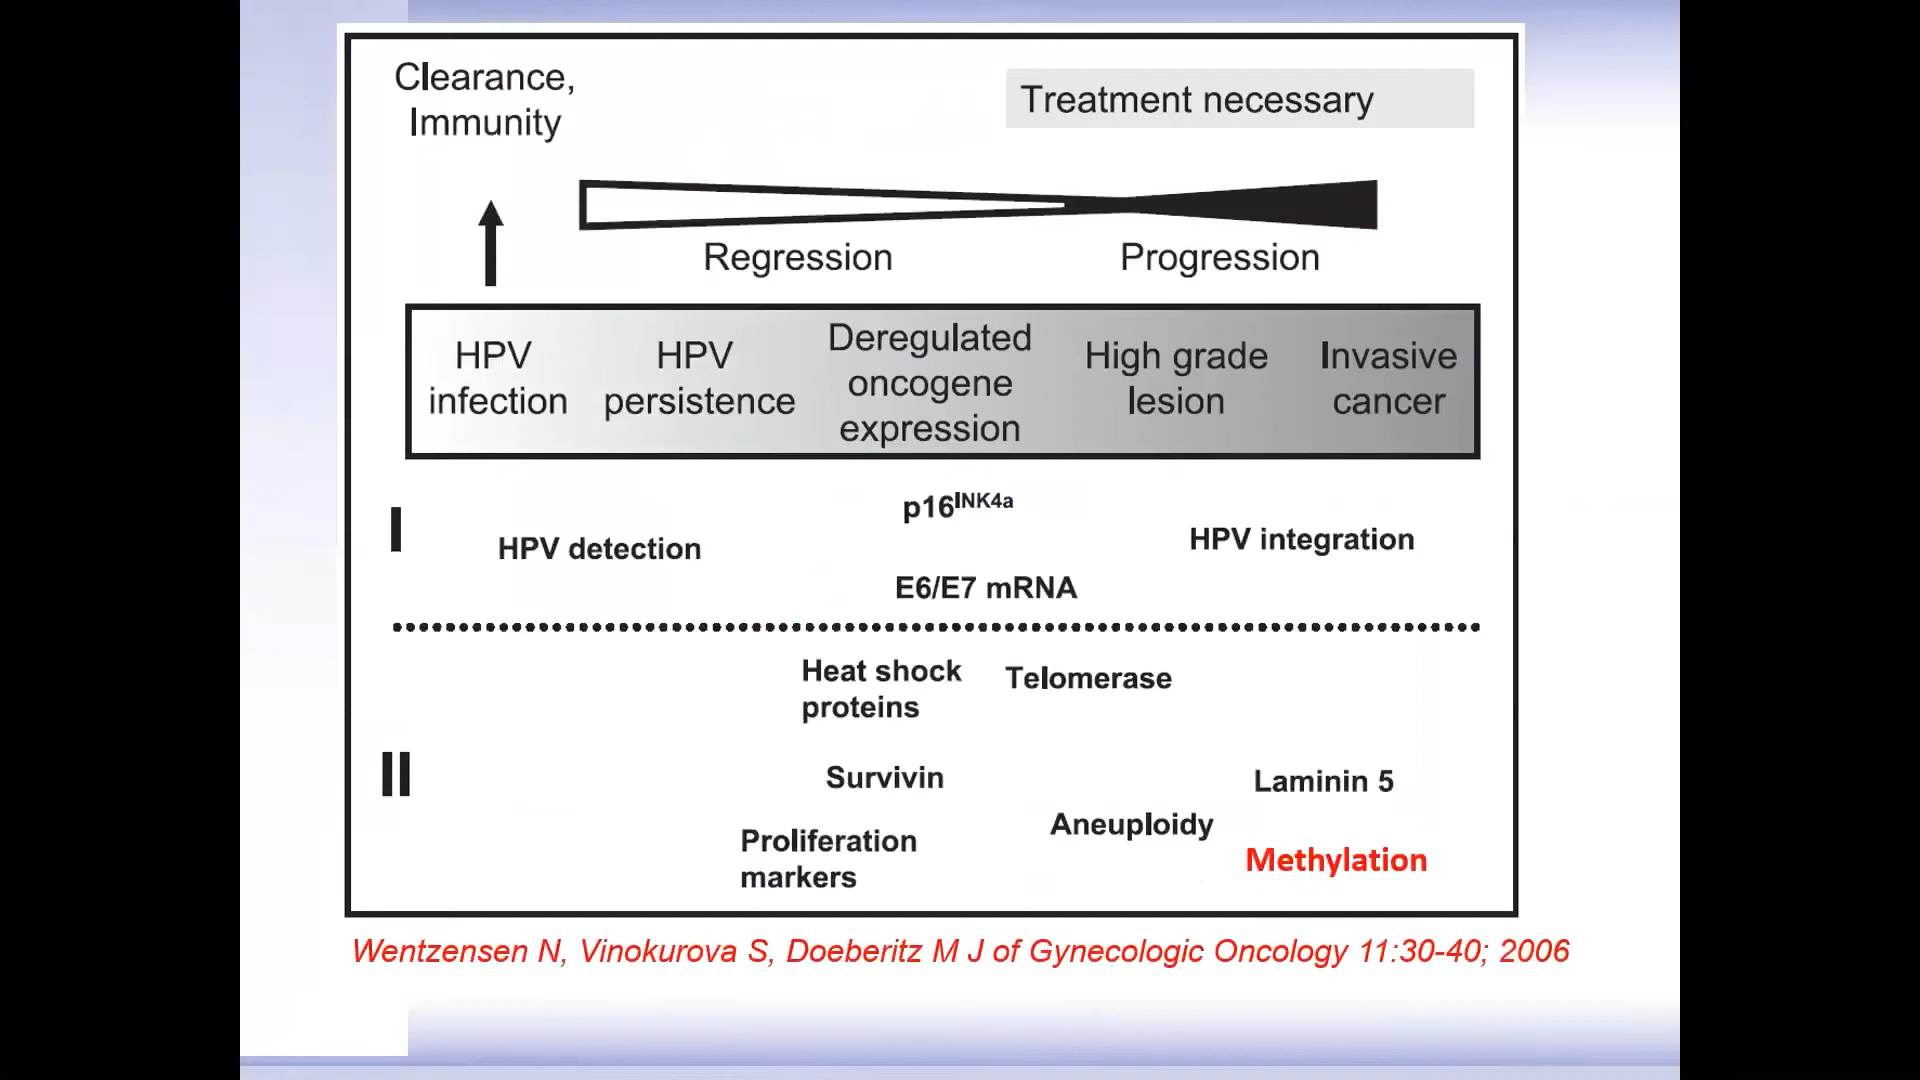 Clearance,
Immunity
Treatment necessary
Regression
Progression
HPV
infection
HPV
persistence
Deregulated
oncogene
expression
High grade
lesion
Invasive
cancer
I
HPV detection
p16INK4a
E6/E7 mRNA
HPV integration
II
Heat shock
proteins
Telomerase
Survivin
Laminin 5
Proliferation
markers
Aneuploidy
Methylation
Wentzensen N, Vinokurova S, Doeberitz M J of Gynecologic Oncology 11:30-40; 2006